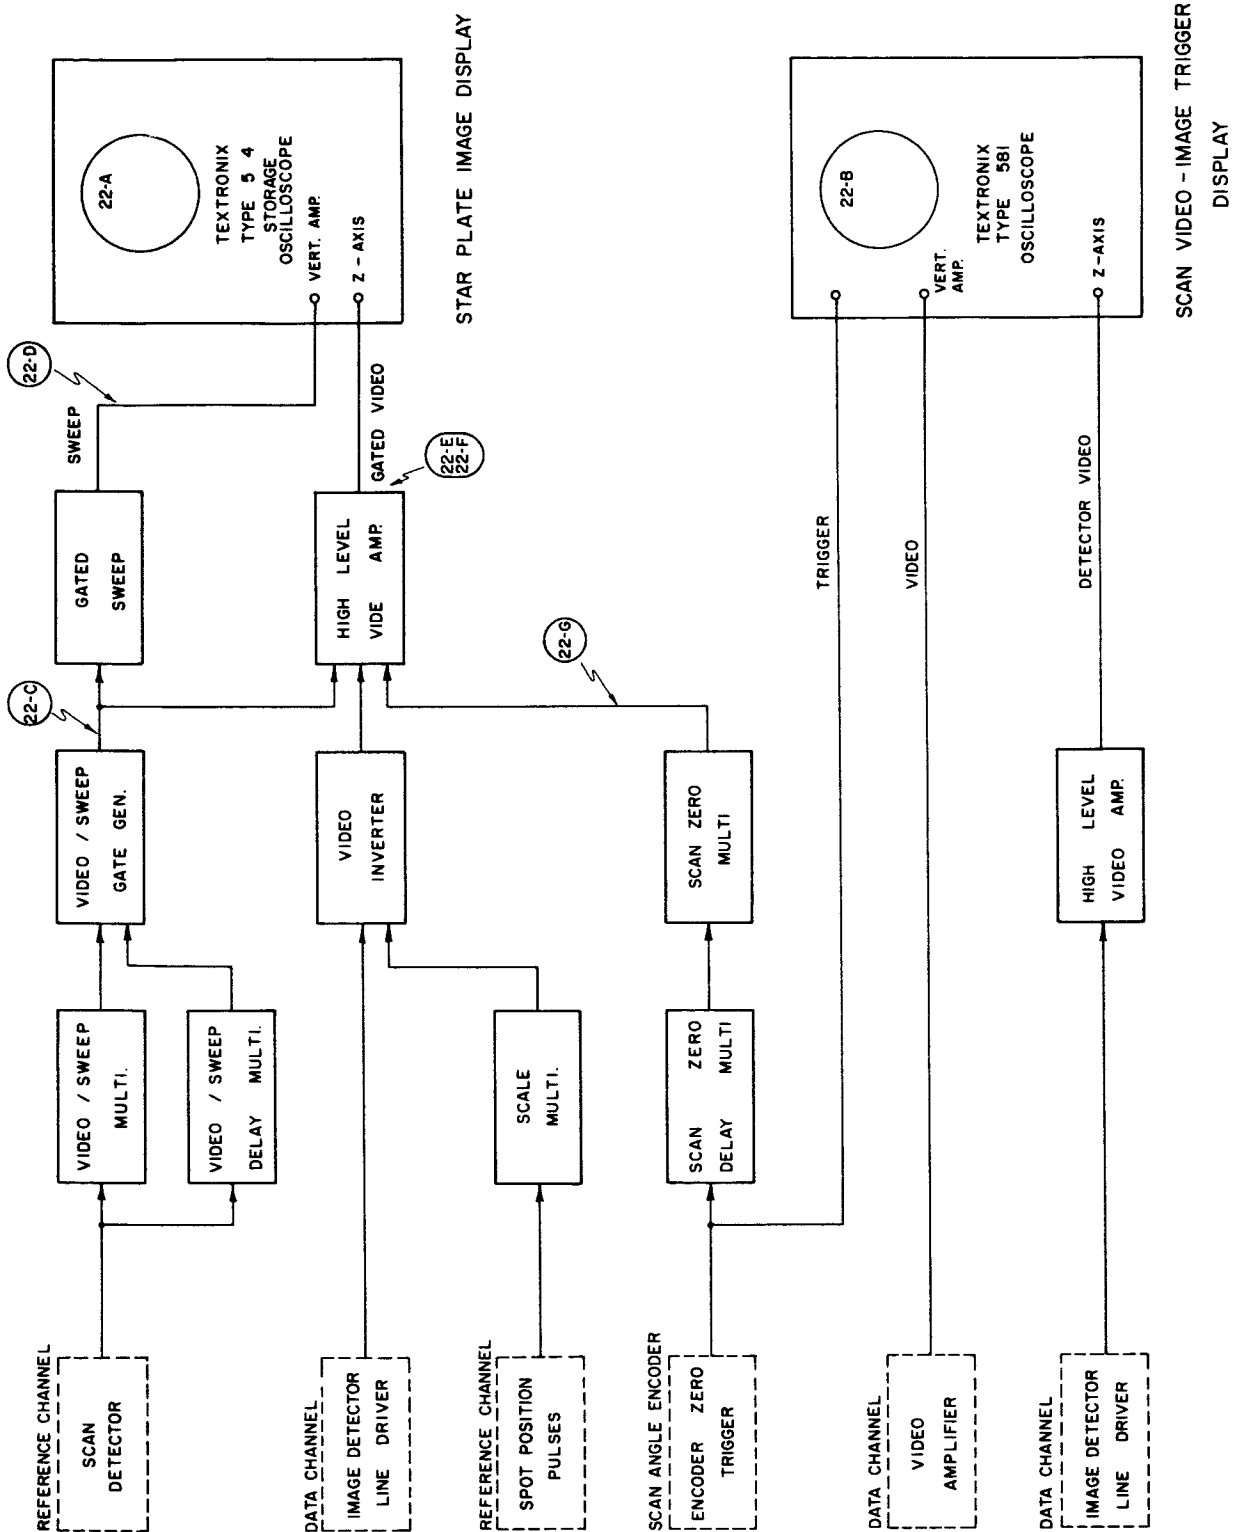 REFERENCE CHANNEL
SCAN
DETECTOR
VIDEO / SWEEP
MULTI.
VIDEO / SWEEP
DELAY MULTI.
VIDEO / SWEEP
GATE GEN.
22-C
GATED
SWEEP
SWEEP
22-D
22-A
TEXTRONIX
TYPE 5 4
STORAGE
OSCILLOSCOPE
VERT. AMP.
Z - AXIS
STAR PLATE IMAGE DISPLAY
DATA CHANNEL
IMAGE DETECTOR
LINE DRIVER
VIDEO
INVERTER
HIGH LEVEL
VIDE AMP.
GATED VIDEO
22-E
22-F
REFERENCE CHANNEL
SPOT POSITION
PULSES
SCALE
MULTI.
22-G
SCAN ANGLE ENCODER
ENCODER ZERO
TRIGGER
SCAN ZERO
DELAY MULTI
SCAN ZERO
MULTI
TRIGGER
DATA CHANNEL
VIDEO
AMPLIFIER
VIDEO
DATA CHANNEL
IMAGE DETECTOR
LINE DRIVER
HIGH LEVEL
VIDEO AMP.
DETECTOR VIDEO
22-B
VERT.
AMP.
TEXTRONIX
TYPE 581
OSCILLOSCOPE
Z-AXIS
SCAN VIDEO - IMAGE TRIGGER
DISPLAY